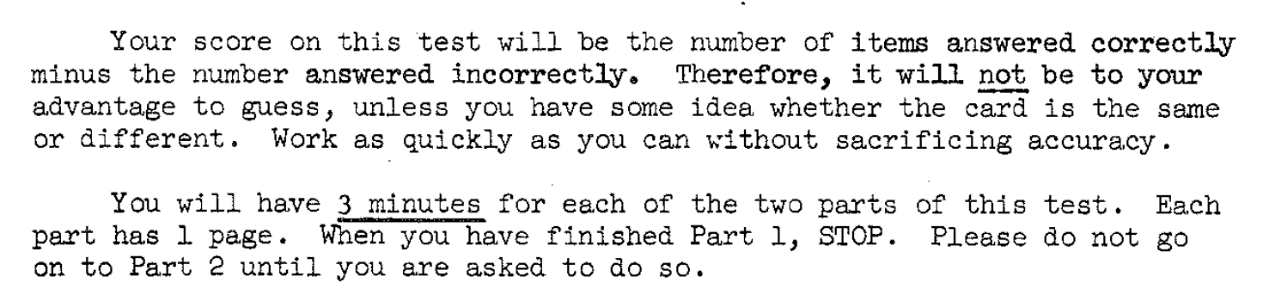 Your score on this test will be the number of items answered correctly
minus the number answered incorrectly. Therefore, it will not be to your
advantage to guess, unless you have some idea whether the card is the same
or different. Work as quickly as you can without sacrificing accuracy.
You will have 3 minutes for each of the two parts of this test. Each
part has 1 page. When you have finished Part 1, STOP. Please do not go
on to Part 2 until you are asked to do so.